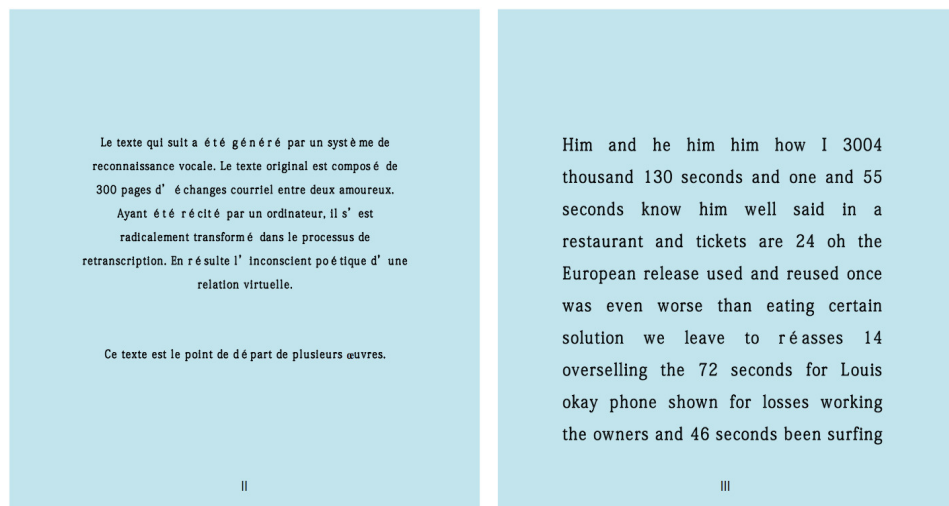 Le texte qui suit a été généré par un système de
reconnaissance vocale. Le texte original est composé de
300 pages d’échanges courriel entre deux amoureux.
Ayant été récité par un ordinateur, il s’est
radicalement transformé dans le processus de
retranscription. En résulte l’inconscient poétique d’une
relation virtuelle.
Ce texte est le point de départ de plusieurs œuvres.
II
Him and he him him how I 3004
thousand 130 seconds and one and 55
seconds know him well said in a
restaurant and tickets are 24 oh the
European release used and reused once
was even worse than eating certain
solution we leave to réasses 14
overselling the 72 seconds for Louis
okay phone shown for losses working
the owners and 46 seconds been surfing
III